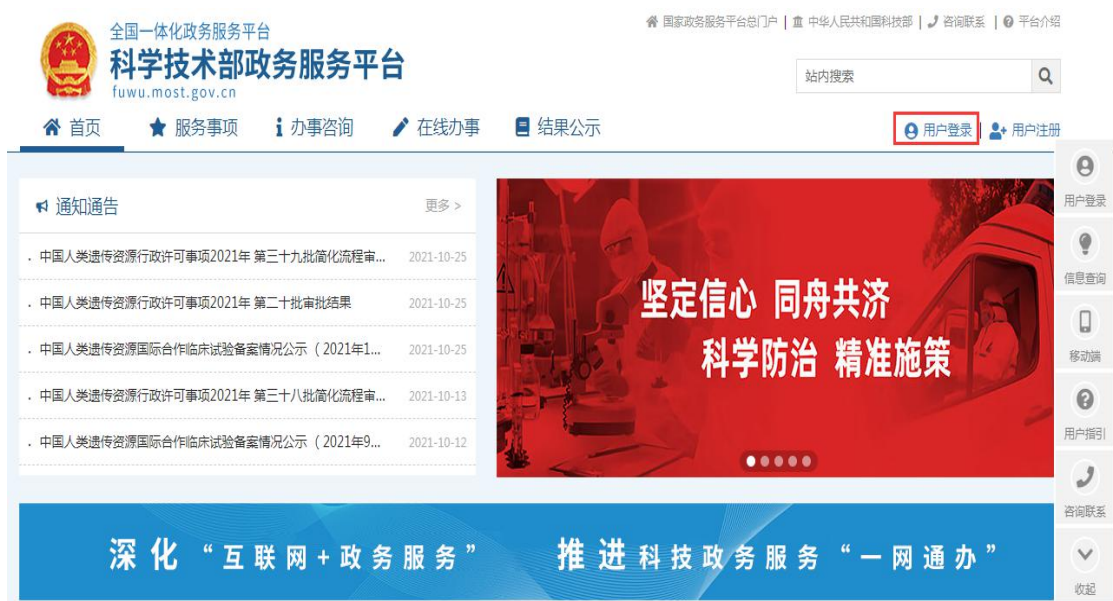 全国一体化政务服务平台
科学技术部政务服务平台
fuwu.most.gov.cn
国家政务服务平台总门户 | 中华人民共和国科技部 | 咨询联系 | 平台介绍
站内搜索
首页 服务事项 办事咨询 在线办事 结果公示
用户登录 | 用户注册
通知通告 更多 >
. 中国人类遗传资源行政许可事项2021年 第三十九批简化流程审... 2021-10-25
. 中国人类遗传资源行政许可事项2021年 第二十批审批结果 2021-10-25
. 中国人类遗传资源国际合作临床试验备案情况公示（2021年1... 2021-10-25
. 中国人类遗传资源行政许可事项2021年 第三十八批简化流程审... 2021-10-13
. 中国人类遗传资源国际合作临床试验备案情况公示（2021年9... 2021-10-12
坚定信心 同舟共济
科学防治 精准施策
用户登录
信息查询
移动端
用户指引
咨询联系
收起
深化“互联网+政务服务” 推进科技政务服务“一网通办”